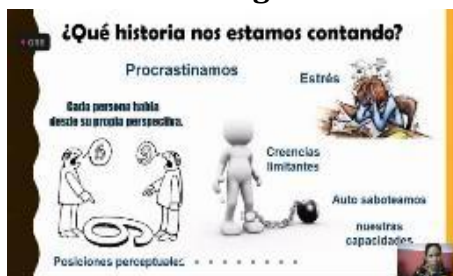 ¿Qué historia nos estamos contando?
Procrastinamos
Estrés
Cada persona habla
desde su propia perspectiva.
Creencias
limitantes
Auto saboteamos
nuestras
capacidades
Posiciones perceptuales